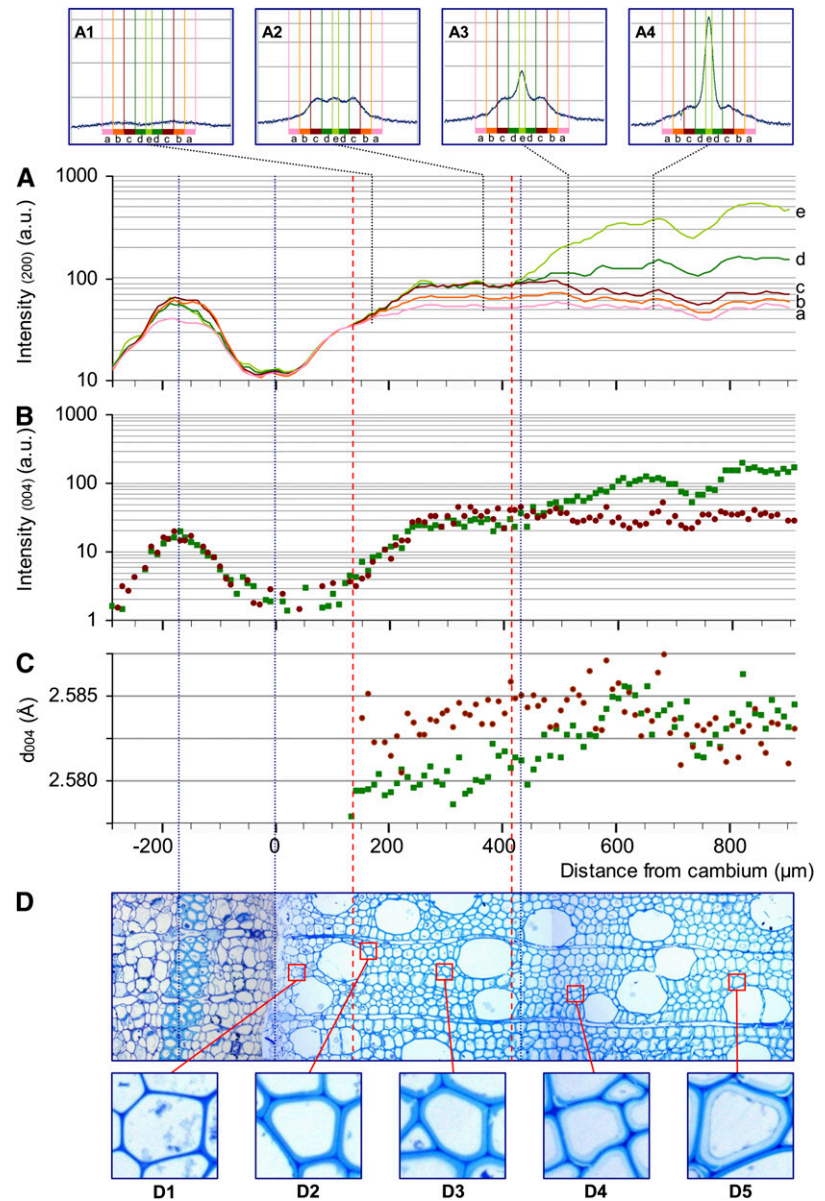 A1
A2
A3
A4
a b c d e d c b a
a b c d e d c b a
a b c d e d c b a
a b c d e d c b a
A
Intensity (200) (a.u.)
1000
100
10
e
d
c
b
a
B
Intensity (004) (a.u.)
1000
100
10
1
C
d004 (Å)
2.585
2.580
-200 0 200 400 600 800
Distance from cambium (µm)
D
D1 D2 D3 D4 D5